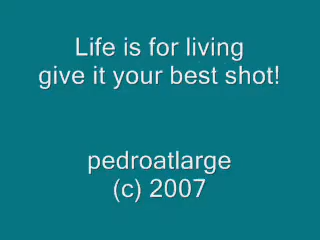 Life is for living
give it your best shot!
pedroatlarge
(c) 2007